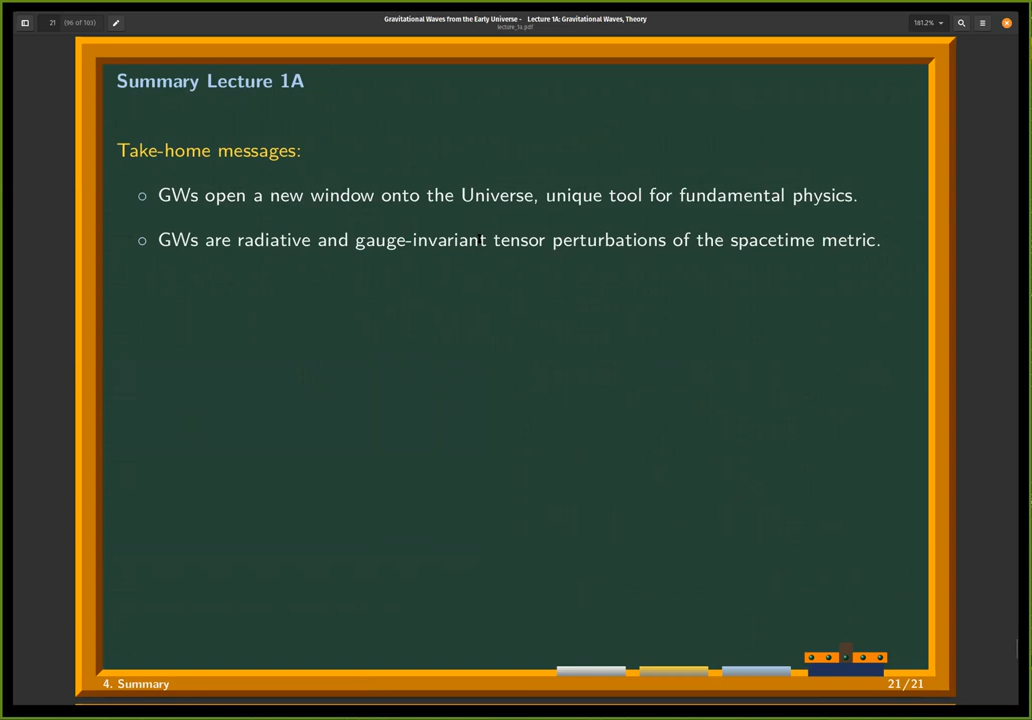 21 (96 of 103)
Gravitational Waves from the Early Universe - Lecture 1A: Gravitational Waves, Theory
lecture_1s.pdf
181.2%
Summary Lecture 1A
Take-home messages:
GWs open a new window onto the Universe, unique tool for fundamental physics.
GWs are radiative and gauge-invariant tensor perturbations of the spacetime metric.
4. Summary
21/21